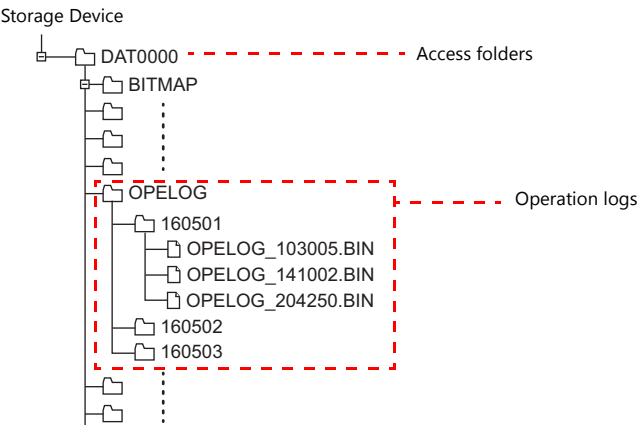 Storage Device
DAT0000
Access folders
BITMAP
OPELOG
Operation logs
160501
OPELOG_103005.BIN
OPELOG_141002.BIN
OPELOG_204250.BIN
160502
160503